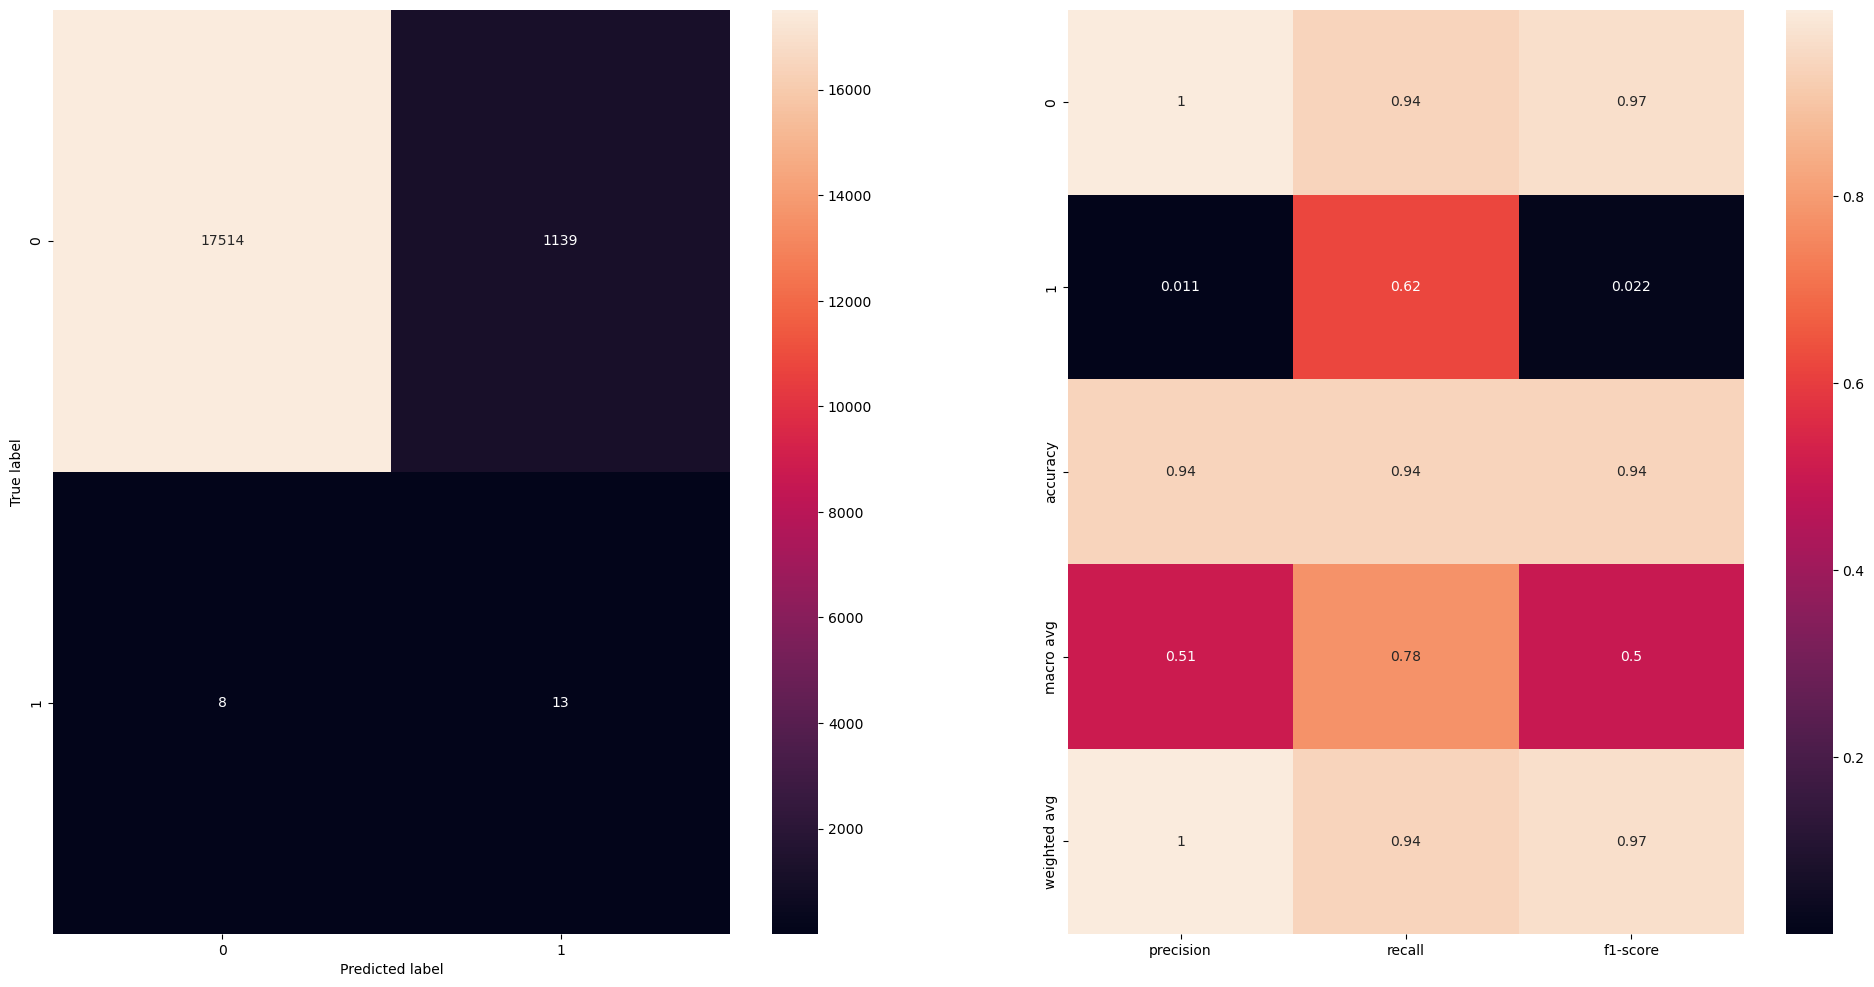 17514 1139
8 13
0
1
True label
0 1
Predicted label
16000
14000
12000
10000
8000
6000
4000
2000
0 1 0.94 0.97
1 0.011 0.62 0.022
accuracy 0.94 0.94 0.94
macro avg 0.51 0.78 0.5
weighted avg 1 0.94 0.97
precision recall f1-score
0.8
0.6
0.4
0.2